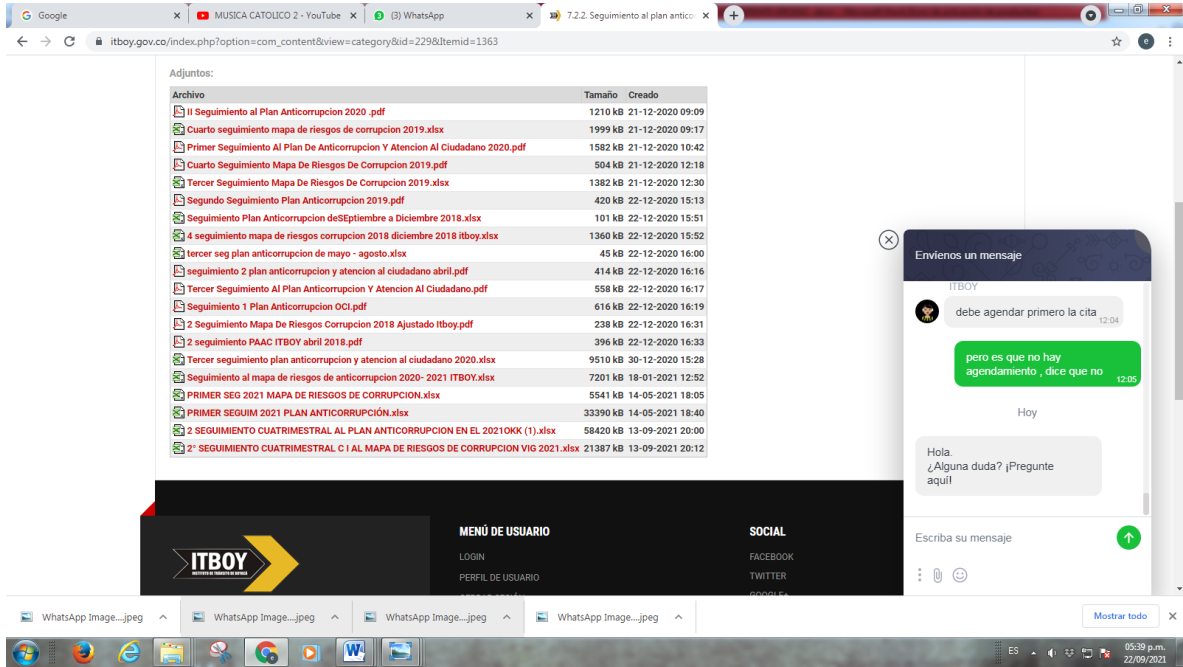 Google
MUSICA CATOLICO 2 - YouTube
(3) WhatsApp
7.2.2. Seguimiento al plan anticor
itboy.gov.co/index.php?option=com_content&view=category&id=229&Itemid=1363
e
Adjuntos:
Archivo Tamaño Creado
II Seguimiento al Plan Anticorrupcion 2020 .pdf 1210 kB 21-12-2020 09:09
Cuarto seguimiento mapa de riesgos de corrupcion 2019.xlsx 1999 kB 21-12-2020 09:17
Primer Seguimiento Al Plan De Anticorrupcion Y Atencion Al Ciudadano 2020.pdf 1582 kB 21-12-2020 10:42
Cuarto Seguimiento Mapa De Riesgos De Corrupcion 2019.pdf 504 kB 21-12-2020 12:18
Tercer Seguimiento Mapa De Riesgos De Corrupcion 2019.xlsx 1382 kB 21-12-2020 12:30
Segundo Seguimiento Plan Anticorrupcion 2019.pdf 420 kB 22-12-2020 15:13
Seguimiento Plan Anticorrupcion deSEptiembre a Diciembre 2018.xlsx 101 kB 22-12-2020 15:51
4 seguimiento mapa de riesgos corrupcion 2018 diciembre 2018 itboy.xlsx 1360 kB 22-12-2020 15:52
tercer seg plan anticorrupcion de mayo - agosto.xlsx 45 kB 22-12-2020 16:00
seguimiento 2 plan anticorrupcion y atencion al ciudadano abril.pdf 414 kB 22-12-2020 16:16
Tercer Seguimiento Al Plan Anticorrupcion Y Atencion Al Ciudadano.pdf 558 kB 22-12-2020 16:17
Seguimiento 1 Plan Anticorrupcion OCI.pdf 616 kB 22-12-2020 16:19
2 Seguimiento Mapa De Riesgos Corrupcion 2018 Ajustado Itboy.pdf 238 kB 22-12-2020 16:31
2 seguimiento PAAC ITBOY abril 2018.pdf 396 kB 22-12-2020 16:33
Tercer seguimiento plan anticorrupcion y atencion al ciudadano 2020.xlsx 9510 kB 30-12-2020 15:28
Seguimiento al mapa de riesgos de anticorrupcion 2020- 2021 ITBOY.xlsx 7201 kB 18-01-2021 12:52
PRIMER SEG 2021 MAPA DE RIESGOS DE CORRUPCION.xlsx 5541 kB 14-05-2021 18:05
PRIMER SEGUIM 2021 PLAN ANTICORRUPCIÓN.xlsx 33390 kB 14-05-2021 18:40
2 SEGUIMIENTO CUATRIMESTRAL AL PLAN ANTICORRUPCION EN EL 2021OKK (1).xlsx 58420 kB 13-09-2021 20:00
2° SEGUIMIENTO CUATRIMESTRAL C I AL MAPA DE RIESGOS DE CORRUPCION VIG 2021.xlsx 21387 kB 13-09-2021 20:12
Envíenos un mensaje
ITBOY
debe agendar primero la cita
12:04
pero es que no hay
agendamiento , dice que no
12:05
Hoy
Hola.
¿Alguna duda? ¡Pregunte
aquí!
Escriba su mensaje
ITBOY
MENÚ DE USUARIO
LOGIN
PERFIL DE USUARIO
SOCIAL
FACEBOOK
TWITTER
GOOGLE+
WhatsApp Image....jpeg
WhatsApp Image....jpeg
WhatsApp Image....jpeg
WhatsApp Image....jpeg
Mostrar todo
ES
05:39 p.m.
22/09/2021